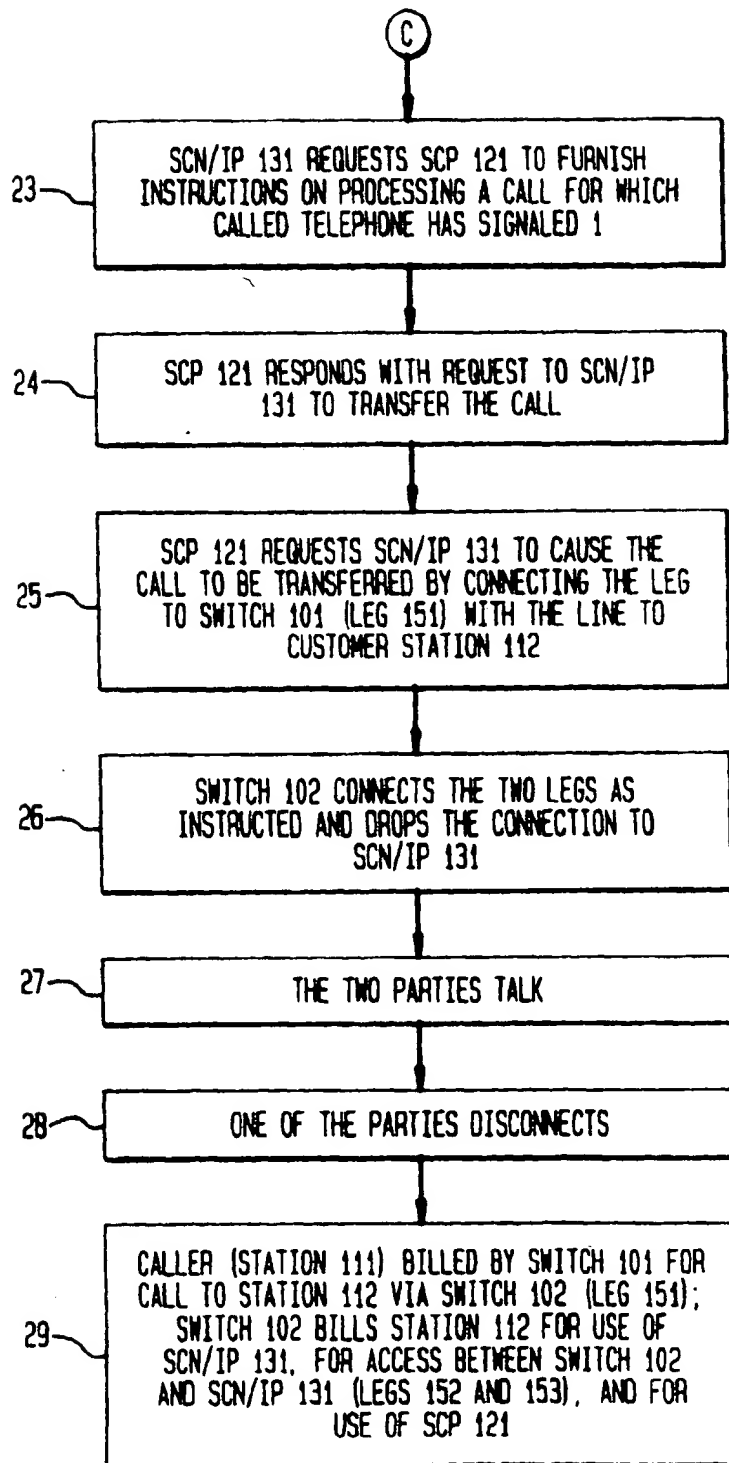 C
23
SCN/IP 131 REQUESTS SCP 121 TO FURNISH
INSTRUCTIONS ON PROCESSING A CALL FOR WHICH
CALLED TELEPHONE HAS SIGNALED 1
24
SCP 121 RESPONDS WITH REQUEST TO SCN/IP
131 TO TRANSFER THE CALL
25
SCP 121 REQUESTS SCN/IP 131 TO CAUSE THE
CALL TO BE TRANSFERRED BY CONNECTING THE LEG
TO SWITCH 101 (LEG 151) WITH THE LINE TO
CUSTOMER STATION 112
26
SWITCH 102 CONNECTS THE TWO LEGS AS
INSTRUCTED AND DROPS THE CONNECTION TO
SCN/IP 131
27
THE TWO PARTIES TALK
28
ONE OF THE PARTIES DISCONNECTS
29
CALLER (STATION 111) BILLED BY SWITCH 101 FOR
CALL TO STATION 112 VIA SWITCH 102 (LEG 151);
SWITCH 102 BILLS STATION 112 FOR USE OF
SCN/IP 131, FOR ACCESS BETWEEN SWITCH 102
AND SCN/IP 131 (LEGS 152 AND 153), AND FOR
USE OF SCP 121